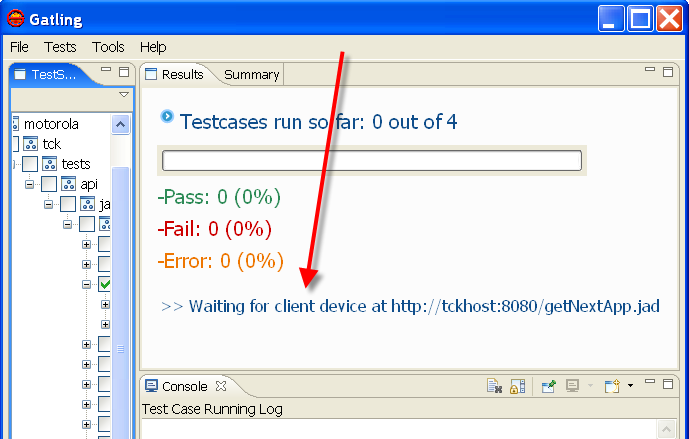 Gatling
File Tests Tools Help
TestS...
Results Summary
motorola
tck
tests
api
ja
Testcases run so far: 0 out of 4
-Pass: 0 (0%)
-Fail: 0 (0%)
-Error: 0 (0%)
>> Waiting for client device at http://tckhost:8080/getNextApp.jad
Console
Test Case Running Log